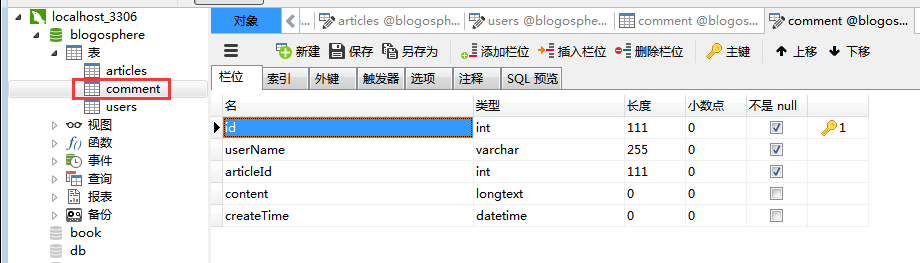 localhost_3306
blogosphere
表
articles
comment
users
视图
函数
事件
查询
报表
备份
book
db
对象
articles @blogosphe...
users @blogosphere...
comment @blogosph...
comment @blogos...
新建 保存 另存为 添加栏位 插入栏位 删除栏位 主键 上移 下移
栏位 索引 外键 触发器 选项 注释 SQL 预览
名 类型 长度 小数点 不是 null
id int 111 0 1
userName varchar 255 0
articleId int 111 0
content longtext 0 0
createTime datetime 0 0